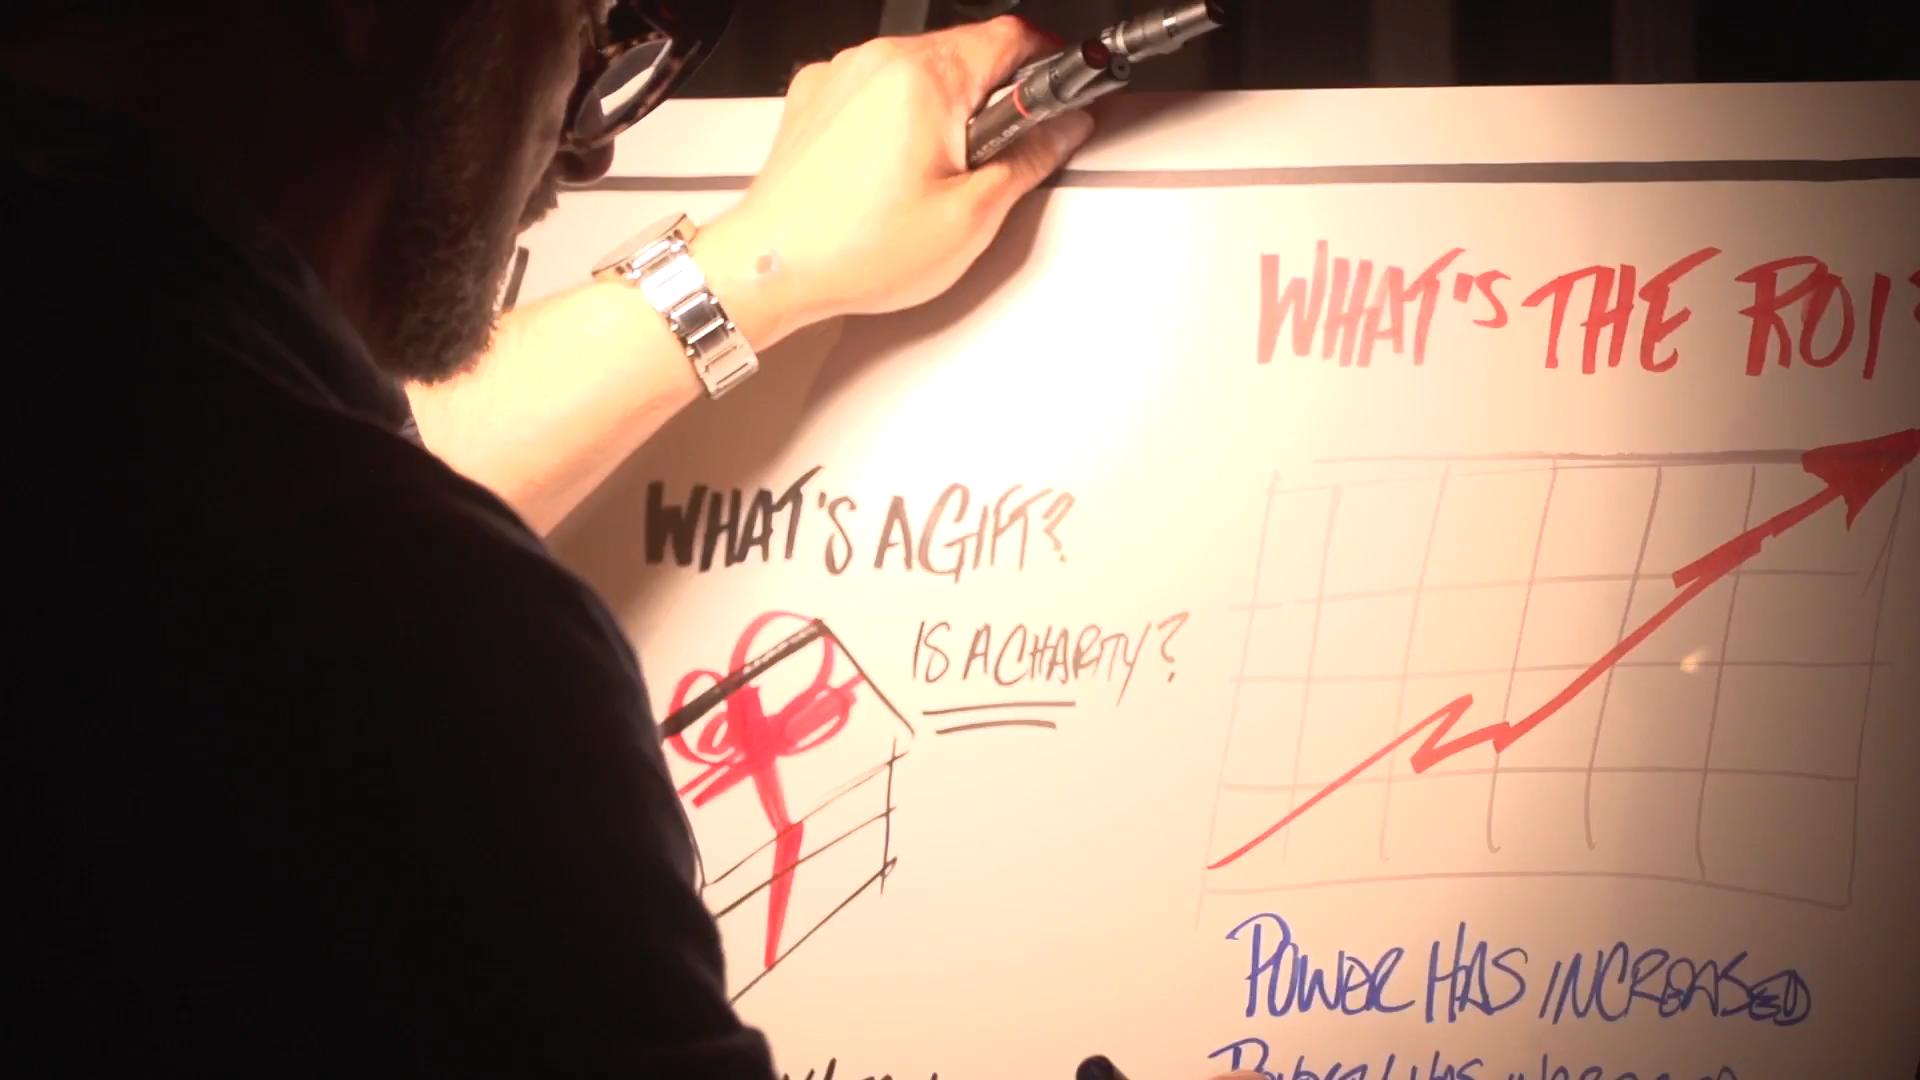 WHAT'S THE ROI?
WHAT'S A GIFT?
IS A CHARITY?
POWER HAS INCREASED